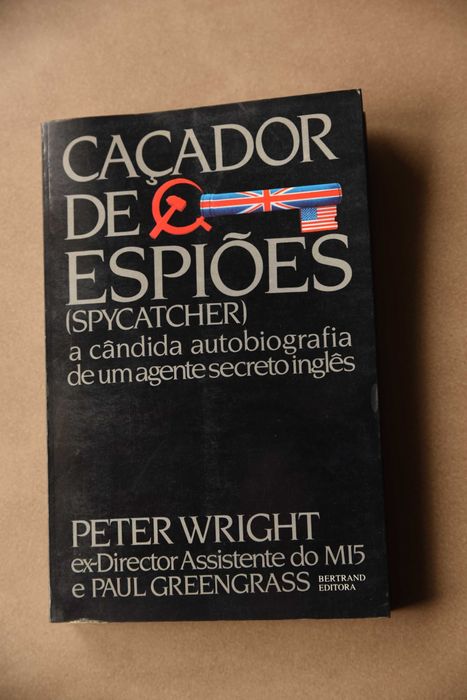 CAÇADOR
DE
ESPIÕES
(SPYCATCHER)
a cândida autobiografia
de um agente secreto inglês
PETER WRIGHT
ex-Director Assistente do MI5
e PAUL GREENGRASS
BERTRAND
EDITORA